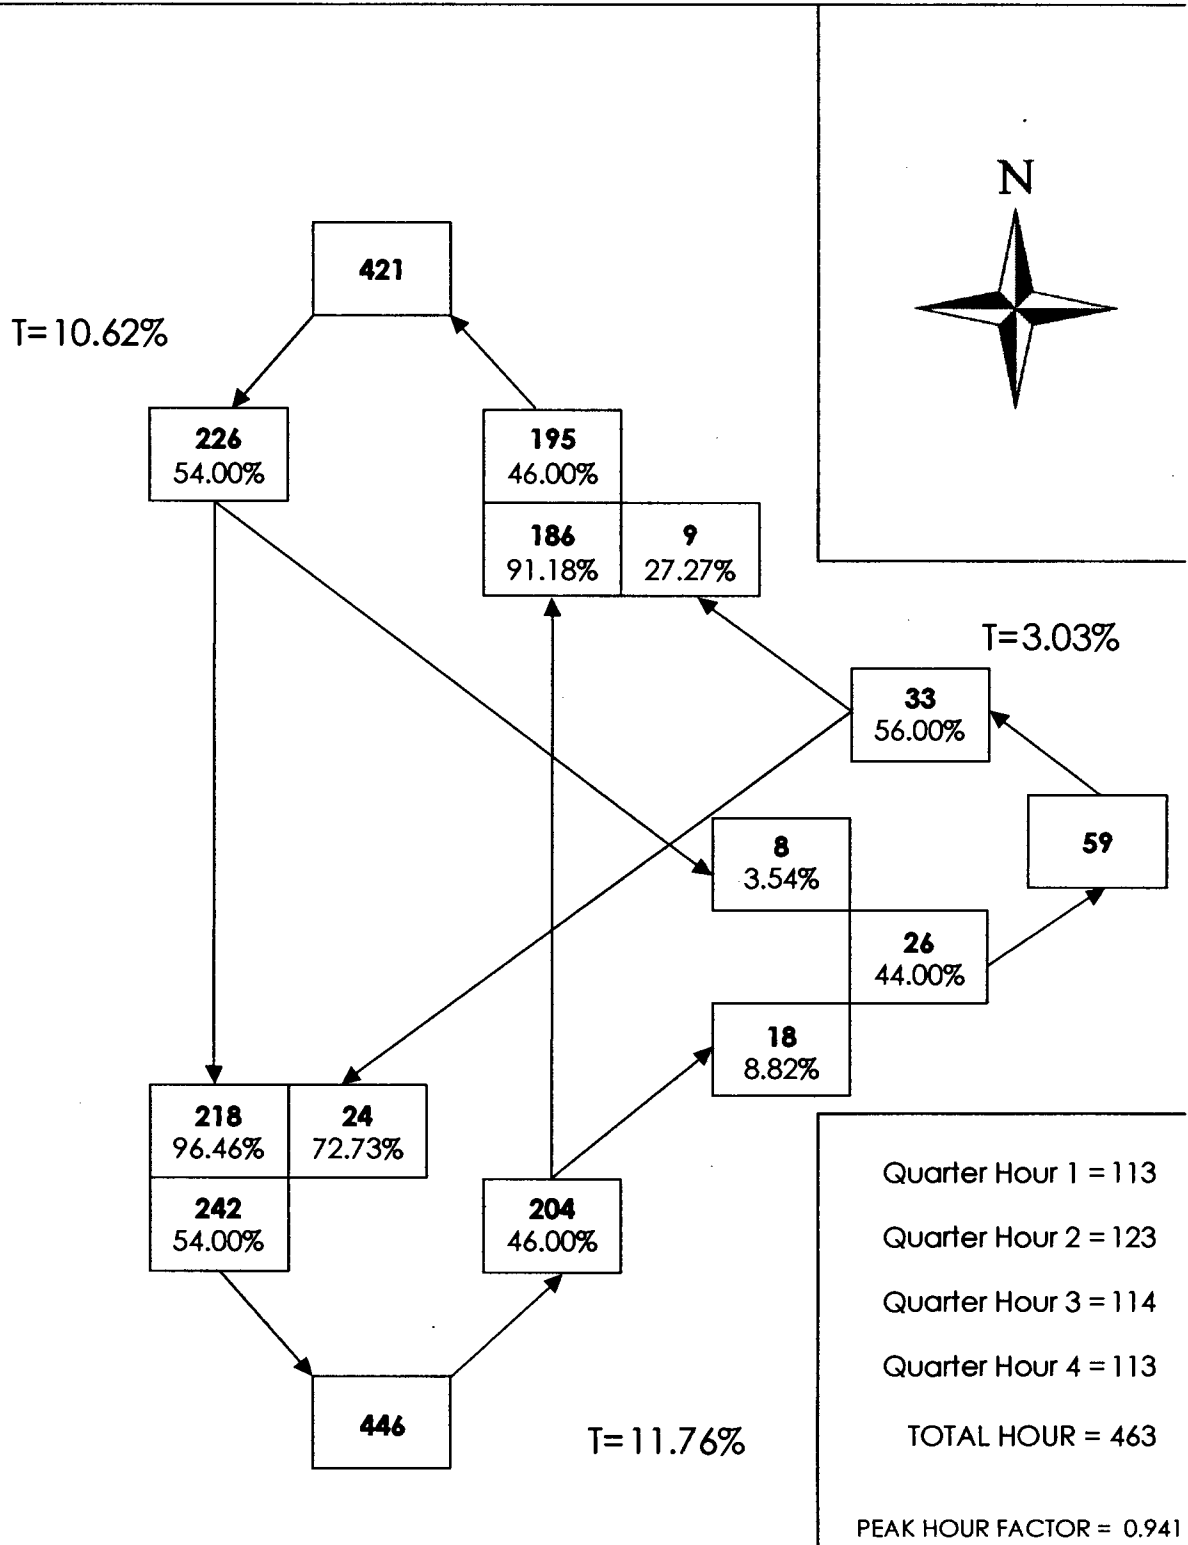 N
421
T=10.62%
226
54.00%
195
46.00%
186
91.18%
9
27.27%
T=3.03%
33
56.00%
59
8
3.54%
26
44.00%
18
8.82%
218
96.46%
24
72.73%
242
54.00%
204
46.00%
446
T=11.76%
Quarter Hour 1 = 113
Quarter Hour 2 = 123
Quarter Hour 3 = 114
Quarter Hour 4 = 113
TOTAL HOUR = 463
PEAK HOUR FACTOR = 0.941